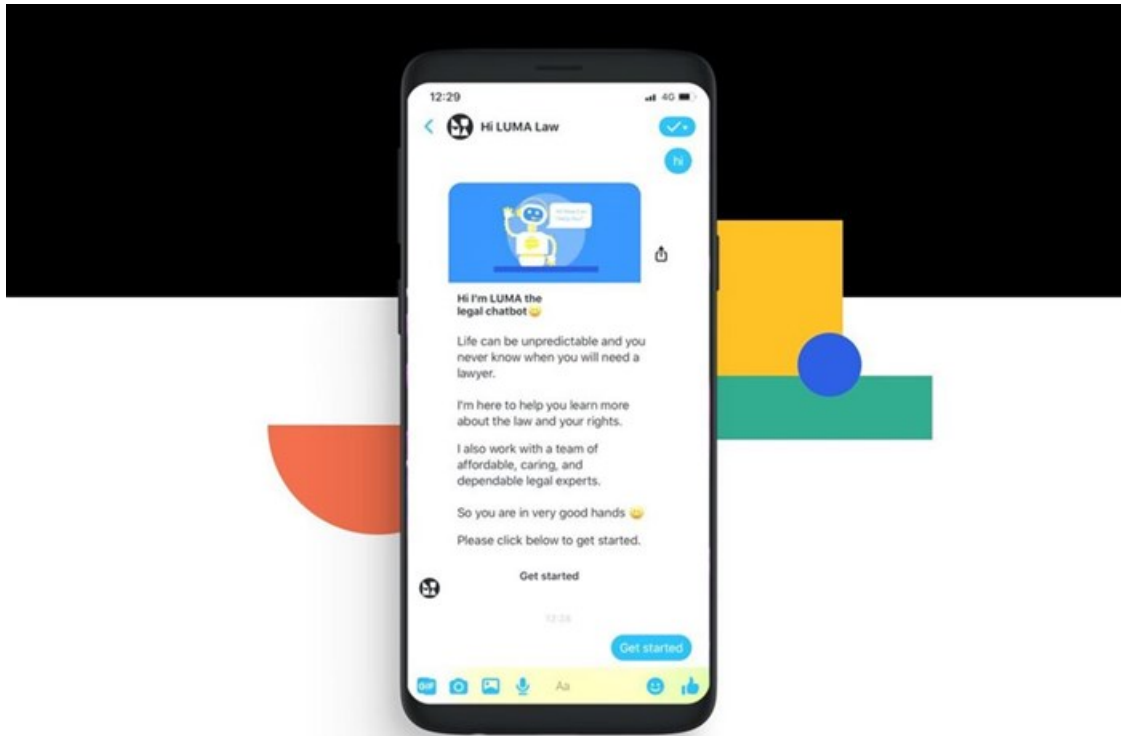 12:29
4G
Hi LUMA Law
hi
Hi I'm LUMA the
legal chatbot😀
Life can be unpredictable and you
never know when you will need a
lawyer.
I'm here to help you learn more
about the law and your rights.
I also work with a team of
affordable, caring, and
dependable legal experts.
So you are in very good hands 😀
Please click below to get started.
Get started
Get started
GIF
Aa